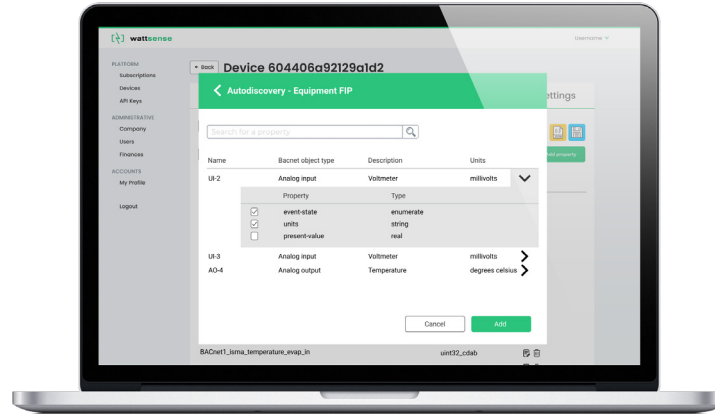 wattsense
Username
PLATFORM
Subscriptions
Devices
API Keys
ADMINISTRATIVE
Company
Users
Finances
ACCOUNTS
My Profile
Logout
Back Device 604406a92129a1d2
ettings
Add property
Autodiscovery - Equipment FIP
Search for a property
Name Bacnet object type Description Units
UI-2 Analog input Voltmeter millivolts
Property Type
event-state enumerate
units string
present-value real
UI-3 Analog input Voltmeter millivolts
AO-4 Analog output Temperature degrees celsius
Cancel Add
BACnet1_isma_temperature_evap_in uint32_cdab